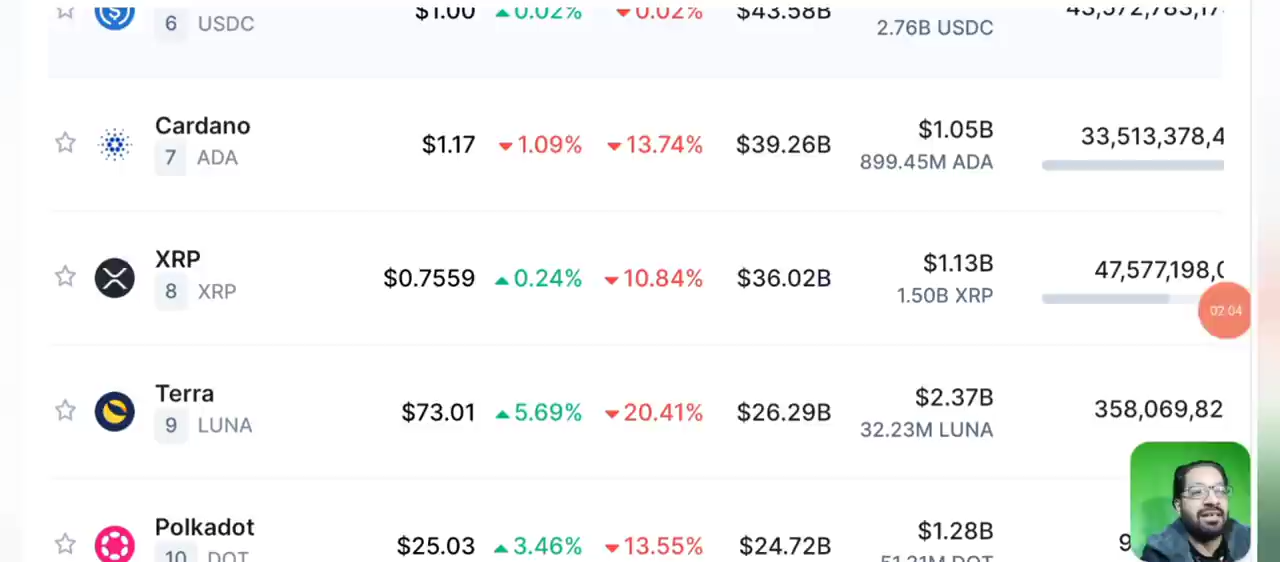 6 USDC $1.00 0.02% 0.02% $43.58B
2.76B USDC
Cardano
7 ADA $1.17 1.09% 13.74% $39.26B $1.05B 33,513,378,4
899.45M ADA
XRP
8 XRP $0.7559 0.24% 10.84% $36.02B $1.13B 47,577,198,0
1.50B XRP
02:04
Terra
9 LUNA $73.01 5.69% 20.41% $26.29B $2.37B 358,069,82
32.23M LUNA
Polkadot
10 DOT $25.03 3.46% 13.55% $24.72B $1.28B 9